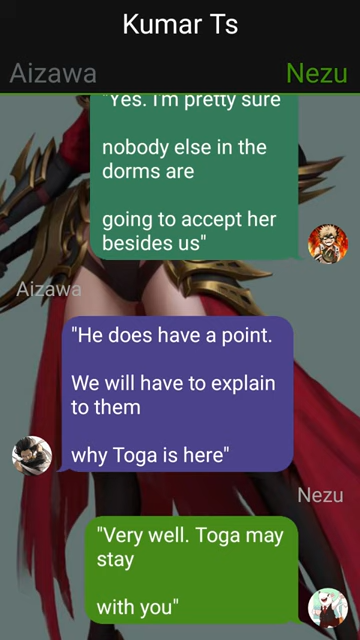 Kumar Ts
Aizawa
Nezu
"Yes. I'm pretty sure
nobody else in the
dorms are
going to accept her
besides us"
Aizawa
"He does have a point.
We will have to explain
to them
why Toga is here"
Nezu
"Very well. Toga may
stay
with you"